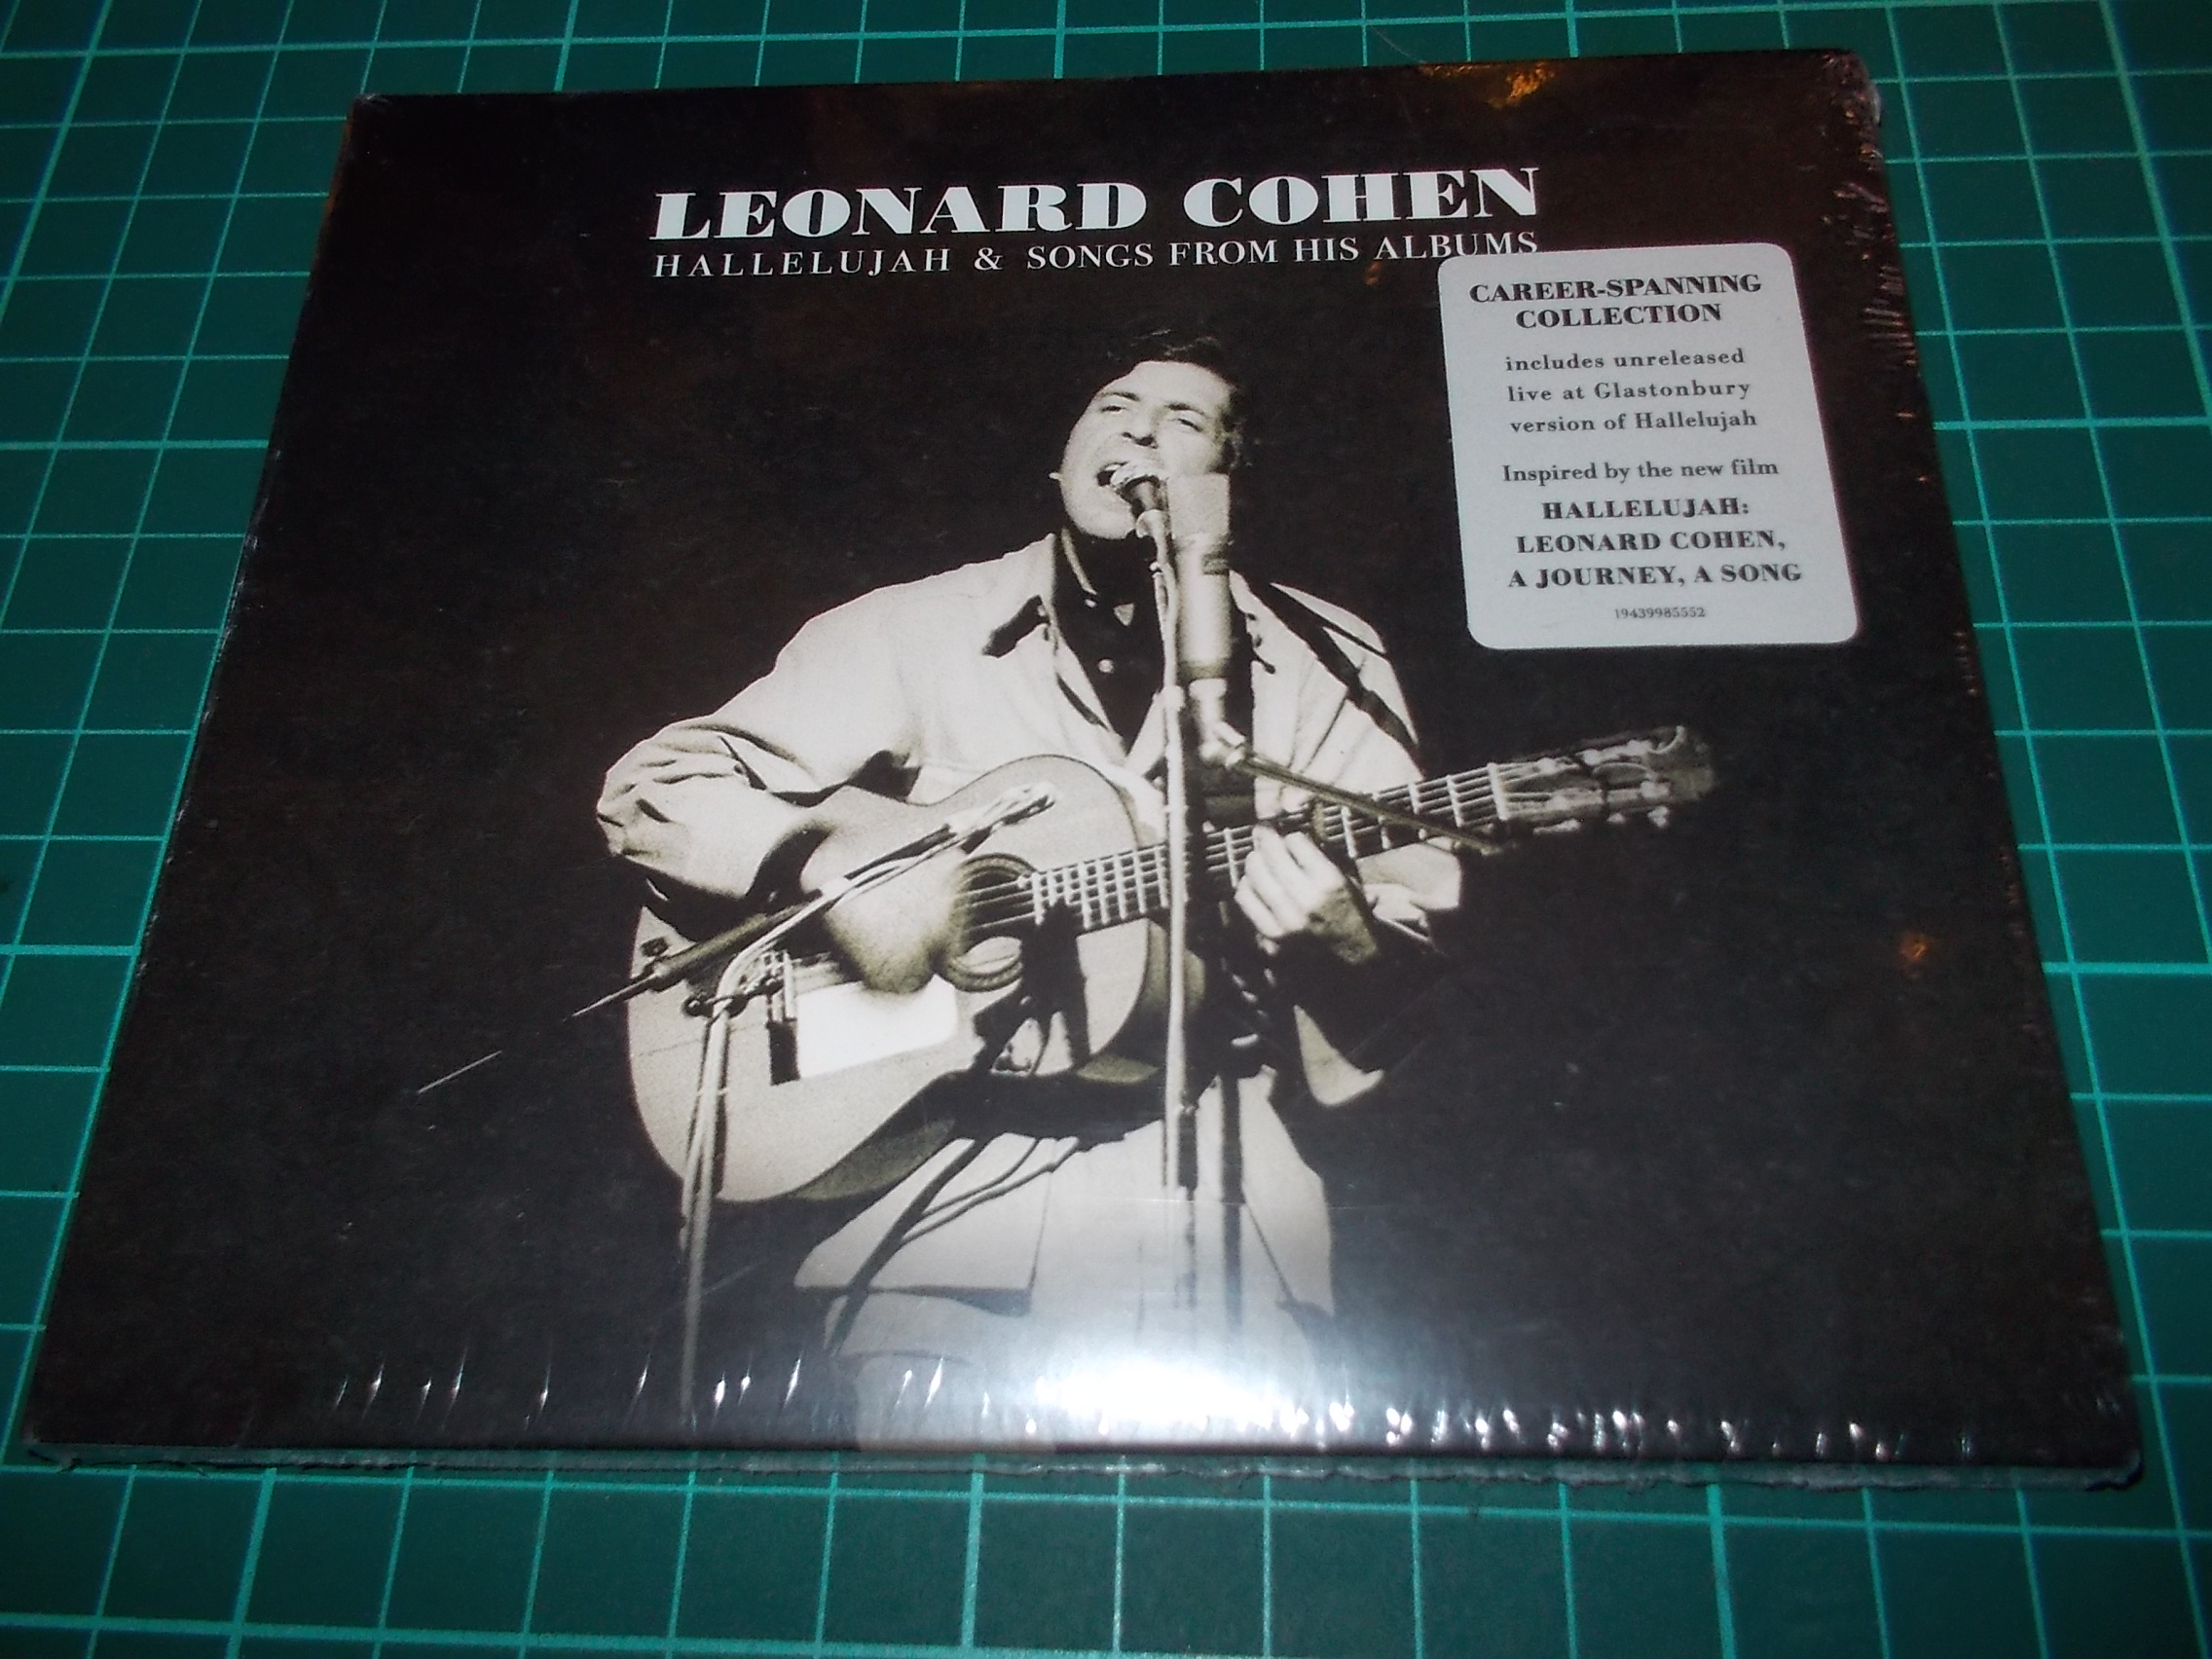 LEONARD COHEN
HALLELUJAH & SONGS FROM HIS ALBUMS
CAREER-SPANNING
COLLECTION
includes unreleased
live at Glastonbury
version of Hallelujah
Inspired by the new film
HALLELUJAH:
LEONARD COHEN,
A JOURNEY, A SONG
19439985552